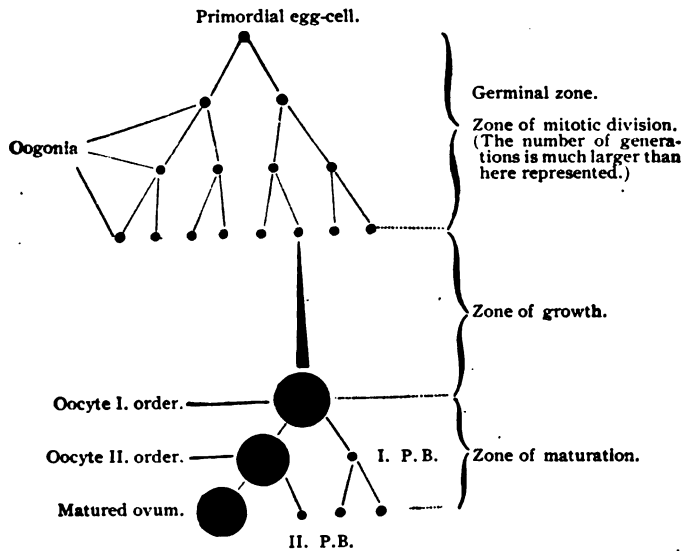 Primordial egg-cell.
Germinal zone.
Zone of mitotic division.
(The number of genera-
tions is much larger than
here represented.)
Oogonia
Zone of growth.
Oocyte I. order.
Oocyte II. order.
I. P. B.
Zone of maturation.
Matured ovum.
II. P. B.